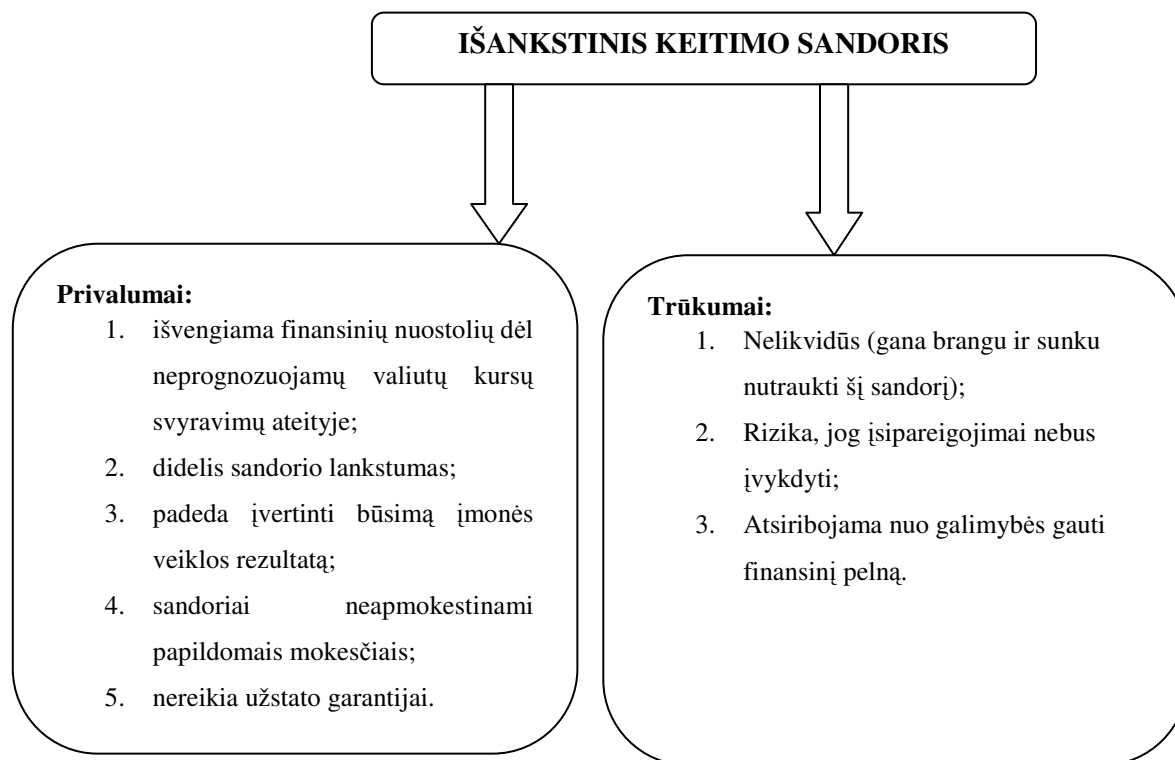 IŠANKSTINIS KEITIMO SANDORIS
Privalumai:
1. išvengiama finansinių nuostolių dėl
neprognozuojamų valiutų kursų
svyravimų ateityje;
2. didelis sandorio lankstumas;
3. padeda įvertinti būsimą įmonės
veiklos rezultatą;
4. sandoriai neapmokestinami
papildomais mokesčiais;
5. nereikia užstato garantijai.
Trūkumai:
1. Nelikvidūs (gana brangu ir sunku
nutraukti šį sandorį);
2. Rizika, jog įsipareigojimai nebus
įvykdyti;
3. Atsiribojama nuo galimybės gauti
finansinį pelną.